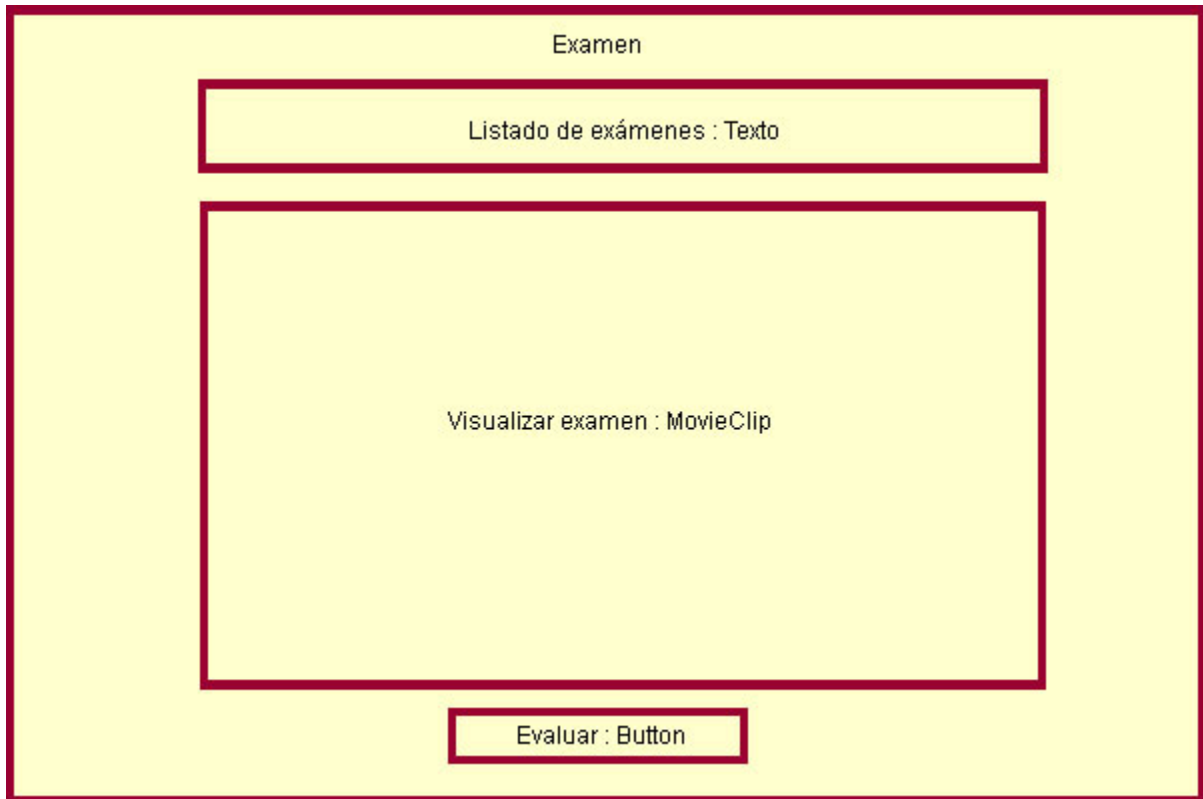 Examen
Listado de exámenes : Texto
Visualizar examen : MovieClip
Evaluar : Button